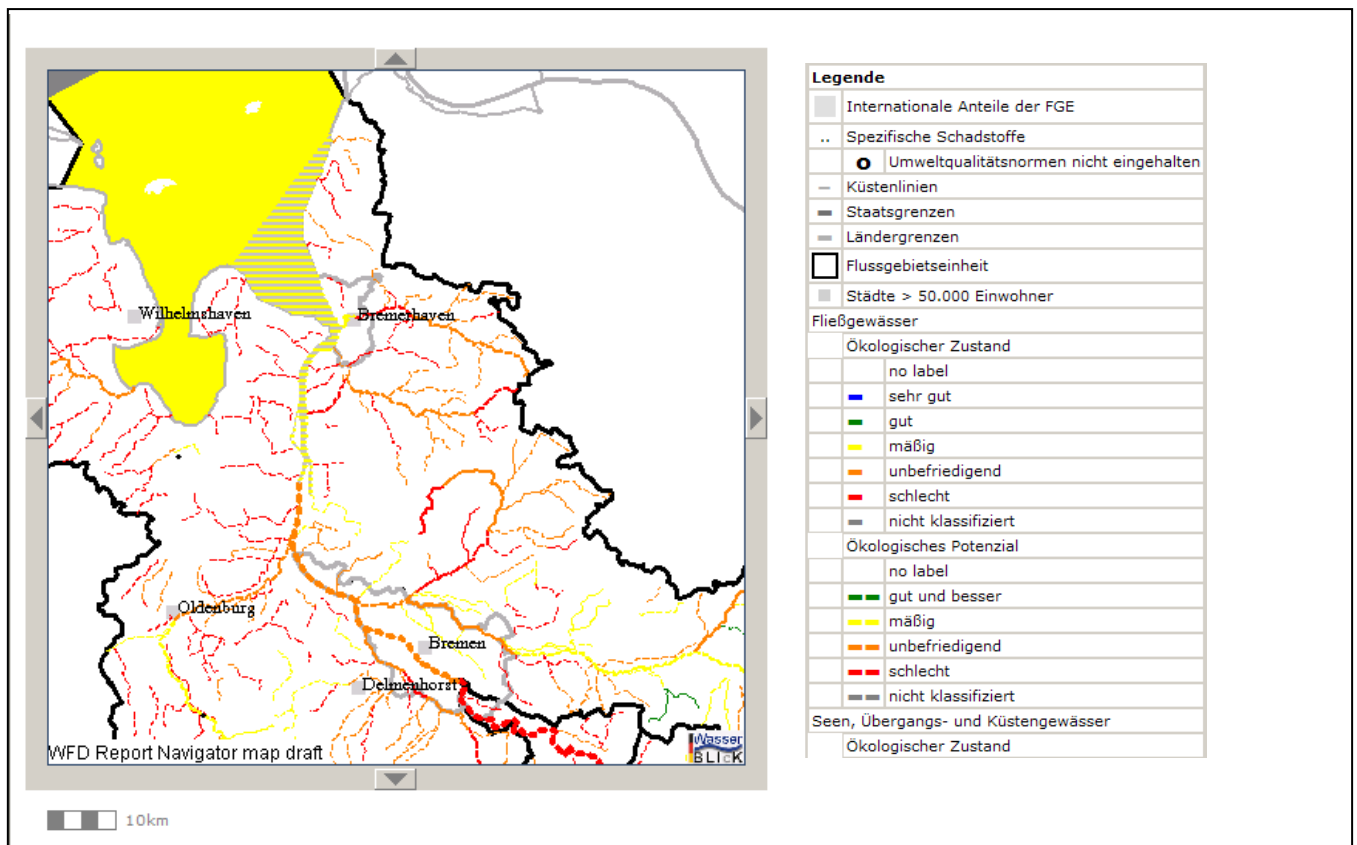 Wilhelmshaven
Bremerhaven
Oldenburg
Bremen
Delmenhorst
WFD Report Navigator map draft
Wasser
BLIcK
10km
Legende
Internationale Anteile der FGE
Spezifische Schadstoffe
o Umweltqualitätsnormen nicht eingehalten
Küstenlinien
Staatsgrenzen
Ländergrenzen
Flussgebietseinheit
Städte > 50.000 Einwohner
Fließgewässer
Ökologischer Zustand
no label
sehr gut
gut
mäßig
unbefriedigend
schlecht
nicht klassifiziert
Ökologisches Potenzial
no label
gut und besser
mäßig
unbefriedigend
schlecht
nicht klassifiziert
Seen, Übergangs- und Küstengewässer
Ökologischer Zustand